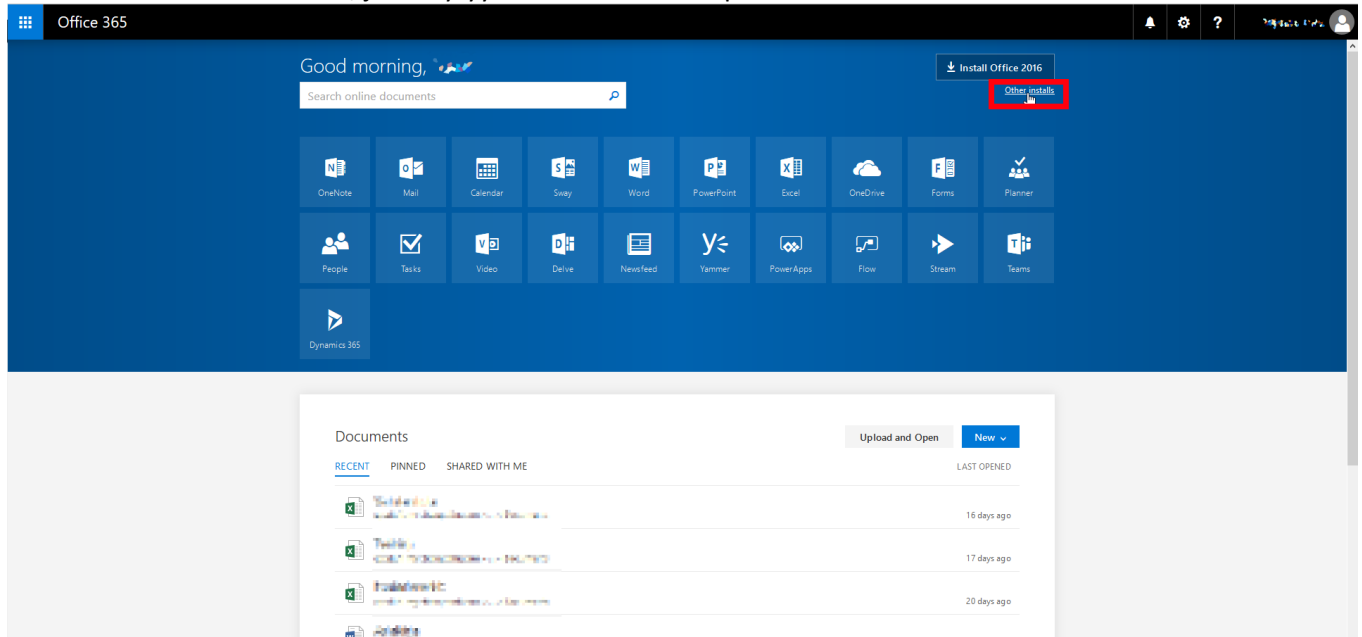 Office 365
?
Good morning,
Install Office 2016
Search online documents
Other installs
OneNote Mail Calendar Sway Word PowerPoint Excel OneDrive Forms Planner
People Tasks Video Delve Newsfeed Yammer PowerApps Flow Stream Teams
Dynamics 365
Documents
Upload and Open New
RECENT PINNED SHARED WITH ME LAST OPENED
16 days ago
17 days ago
20 days ago